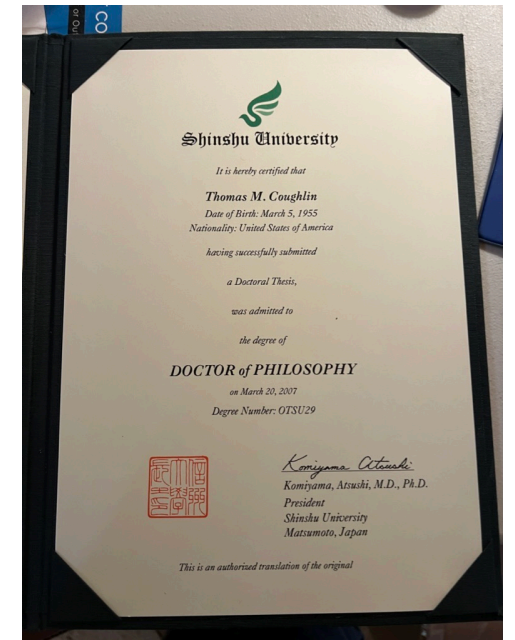 CO
or Ou
Shinshu University
It is hereby certified that
Thomas M. Coughlin
Date of Birth: March 5, 1955
Nationality: United States of America
having successfully submitted
a Doctoral Thesis,
was admitted to
the degree of
DOCTOR of PHILOSOPHY
on March 20, 2007
Degree Number: OTSU29
Komiyama Atsushi
Komiyama, Atsushi, M.D., Ph.D.
President
Shinshu University
Matsumoto, Japan
This is an authorized translation of the original